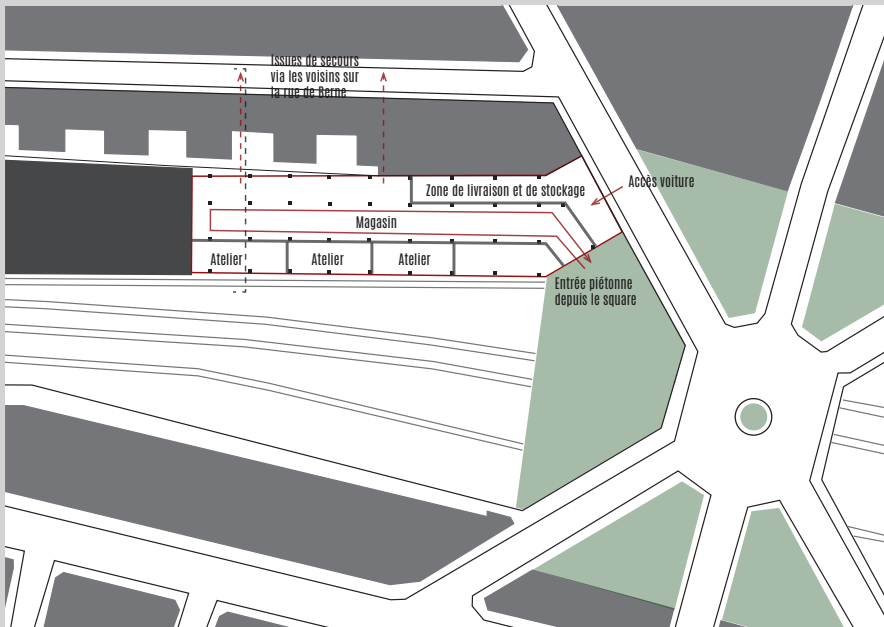 Issues de secours
via les voisins sur
la rue de Berne
Accès voiture
Zone de livraison et de stockage
Magasin
Atelier
Atelier
Atelier
Entrée piétonne
depuis le square